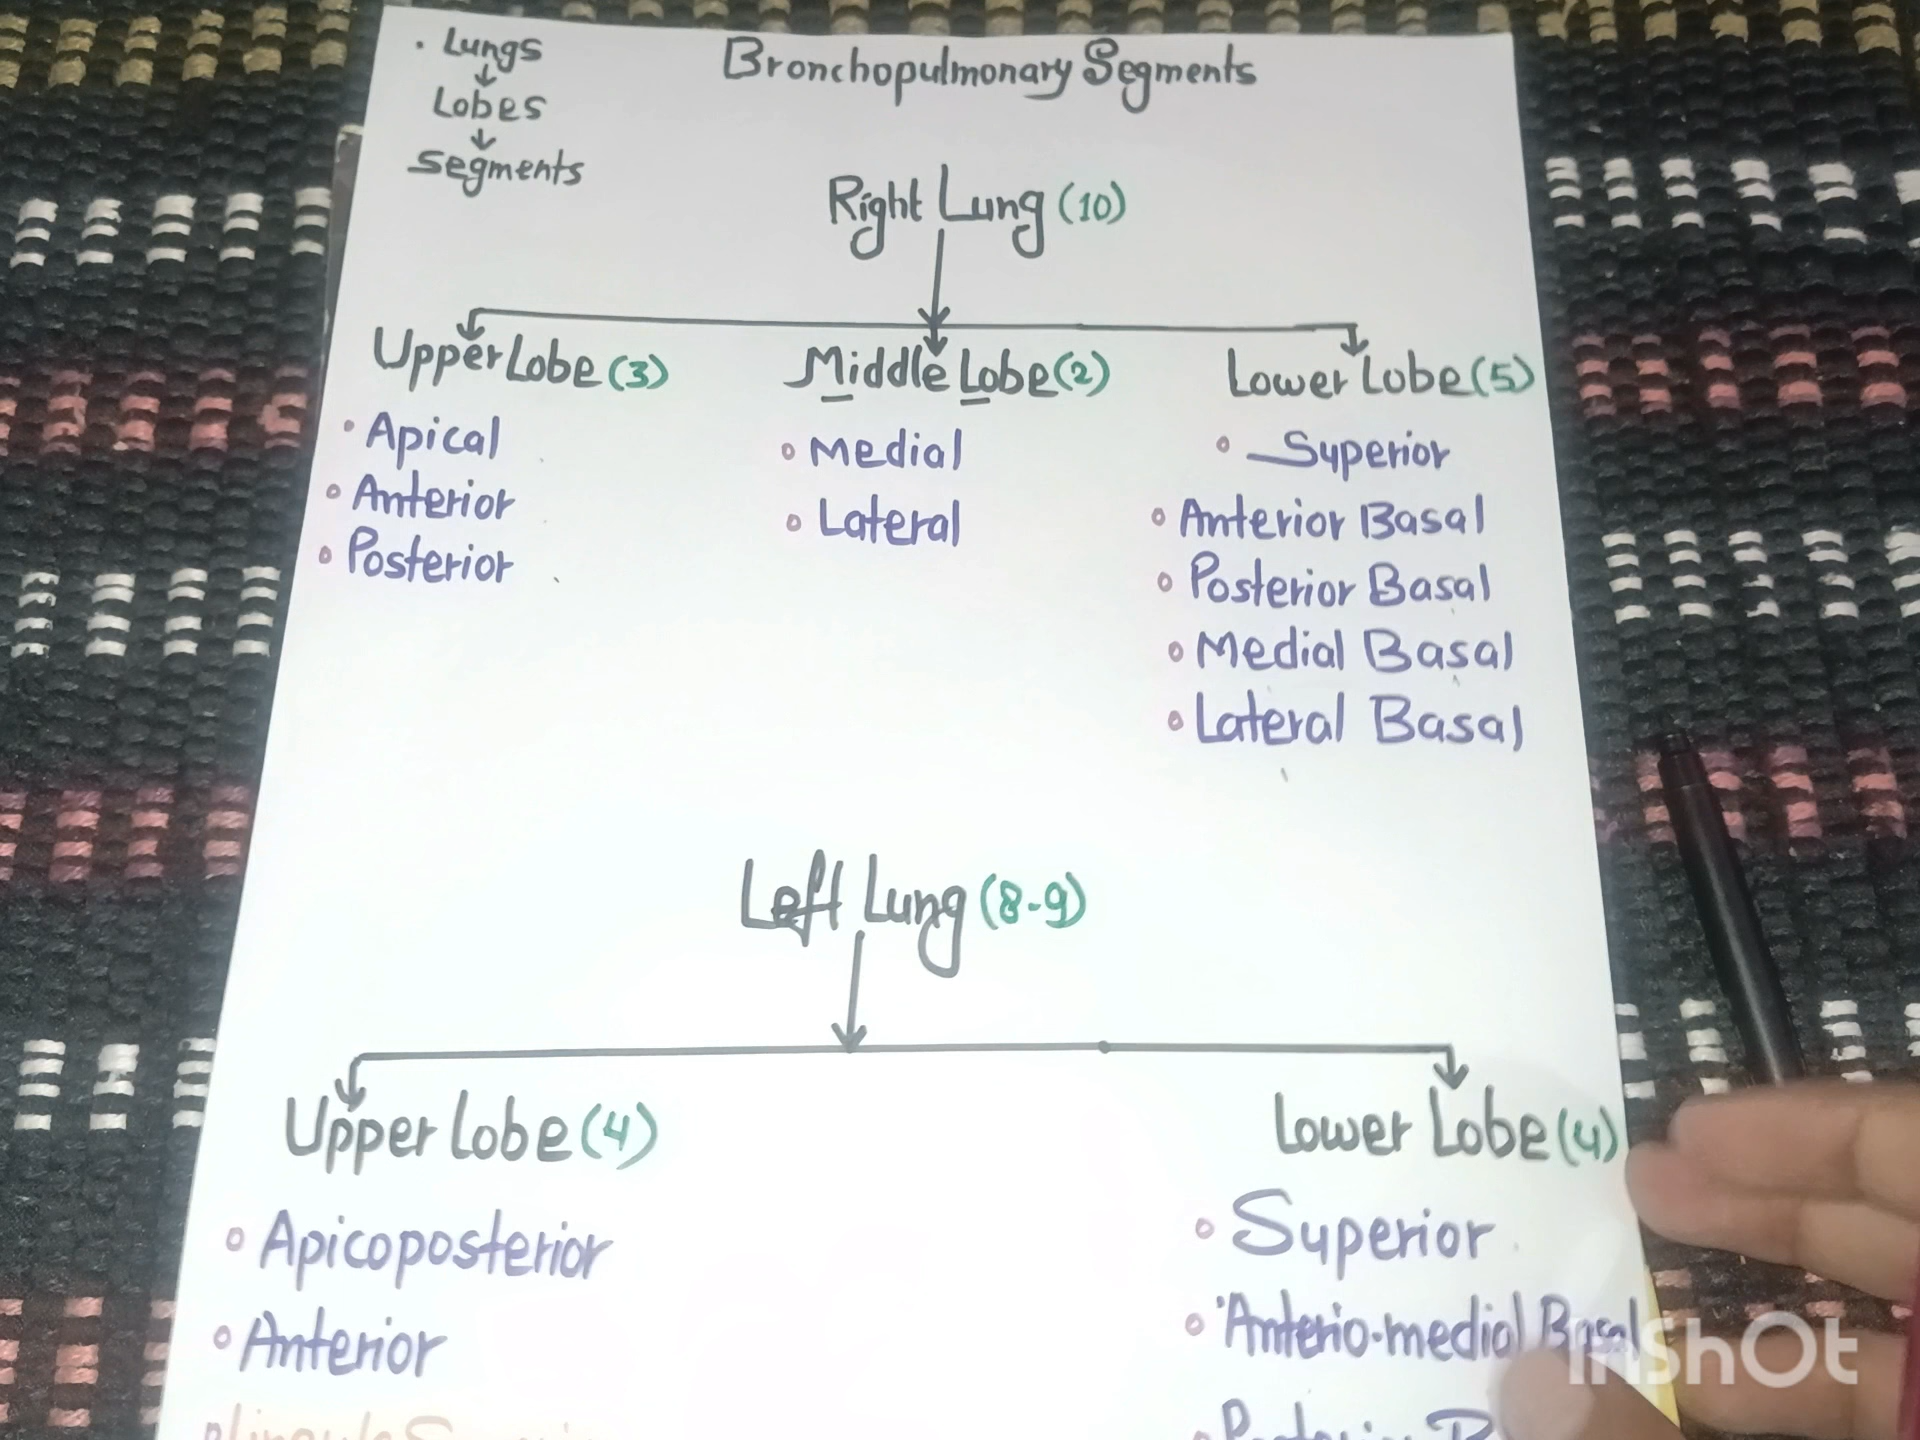 • Lungs
Lobes
Segments
Bronchopulmonary Segments
Right Lung (10)
Upper Lobe (3)
• Apical
• Anterior
• Posterior
Middle Lobe (2)
• Medial
• Lateral
Lower Lobe (5)
• Superior
• Anterior Basal
• Posterior Basal
• Medial Basal
• Lateral Basal
Left Lung (8-9)
Upper Lobe (4)
• Apicoposterior
• Anterior
Lower Lobe (4)
• Superior
• Anterio-medial Basal
InShOt